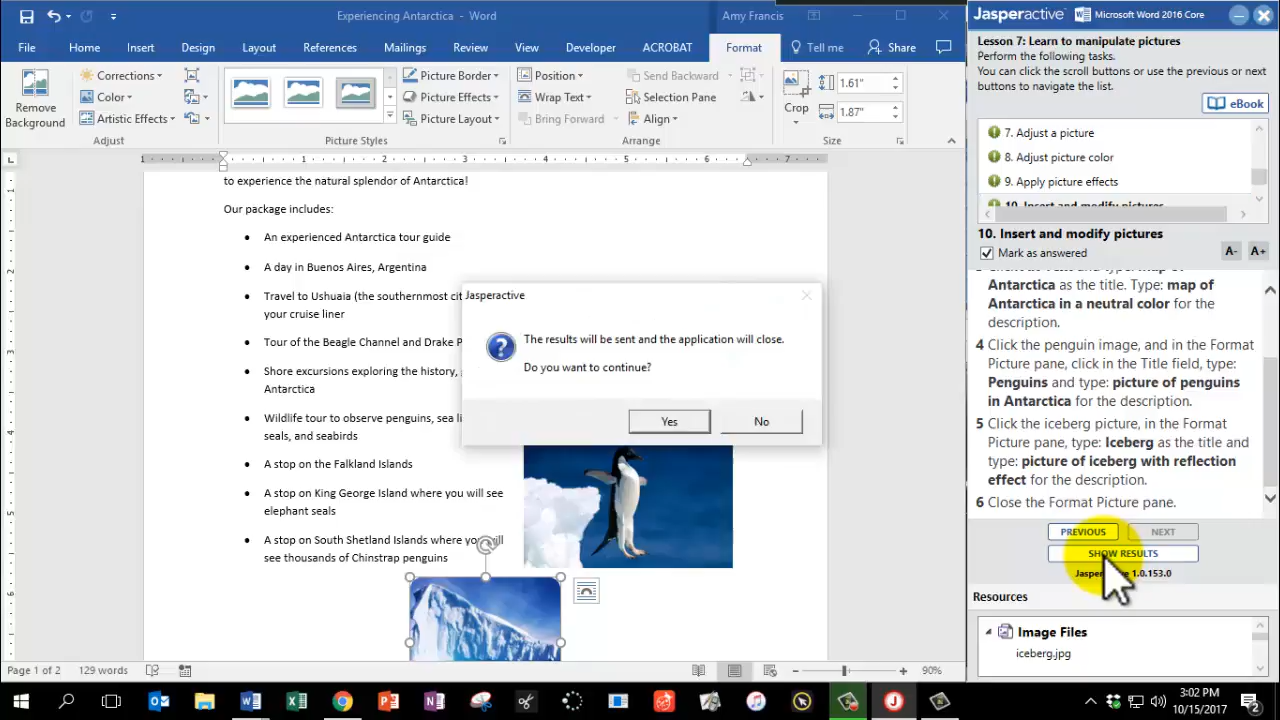 Experiencing Antarctica - Word
Amy Francis
File
Home
Insert
Design
Layout
References
Mailings
Review
View
Developer
ACROBAT
Format
Tell me
Share
Remove
Background
Corrections
Color
Artistic Effects
Adjust
Picture Styles
Picture Border
Picture Effects
Picture Layout
Position
Wrap Text
Bring Forward
Send Backward
Selection Pane
Align
Arrange
Crop
1.61"
1.87"
Size
1 1 2 3 4 5 6 7
to experience the natural splendor of Antarctica!
Our package includes:
• An experienced Antarctica tour guide
• A day in Buenos Aires, Argentina
• Travel to Ushuaia (the southernmost cit
your cruise liner
• Tour of the Beagle Channel and Drake P
• Shore excursions exploring the history,
Antarctica
• Wildlife tour to observe penguins, sea li
seals, and seabirds
• A stop on the Falkland Islands
• A stop on King George Island where you will see
elephant seals
• A stop on South Shetland Islands where you will
see thousands of Chinstrap penguins
Jasperactive
The results will be sent and the application will close.
Do you want to continue?
Yes
No
Page 1 of 2
129 words
90%
Jasperactive
Microsoft Word 2016 Core
Lesson 7: Learn to manipulate pictures
Perform the following tasks.
You can click the scroll buttons or use the previous or next
buttons to navigate the list.
eBook
7. Adjust a picture
8. Adjust picture color
9. Apply picture effects
10. Insert and modify pictures
10. Insert and modify pictures
Mark as answered
A-
A+
Antarctica as the title. Type: map of
Antarctica in a neutral color for the
description.
4 Click the penguin image, and in the Format
Picture pane, click in the Title field, type:
Penguins and type: picture of penguins
in Antarctica for the description.
5 Click the iceberg picture, in the Format
Picture pane, type: Iceberg as the title and
type: picture of iceberg with reflection
effect for the description.
6 Close the Format Picture pane.
PREVIOUS
NEXT
SHOW RESULTS
1.0.153.0
Resources
Image Files
iceberg.jpg
3:02 PM
10/15/2017